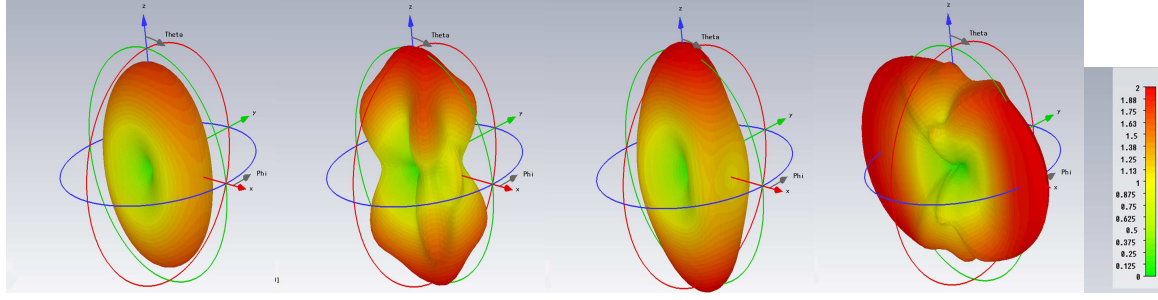 z
Theta
y
Phi
x
z
Theta
y
Phi
x
z
Theta
y
Phi
x
z
Theta
y
Phi
x
2
1.88
1.75
1.63
1.5
1.38
1.25
1.13
1
0.875
0.75
0.625
0.5
0.375
0.25
0.125
0